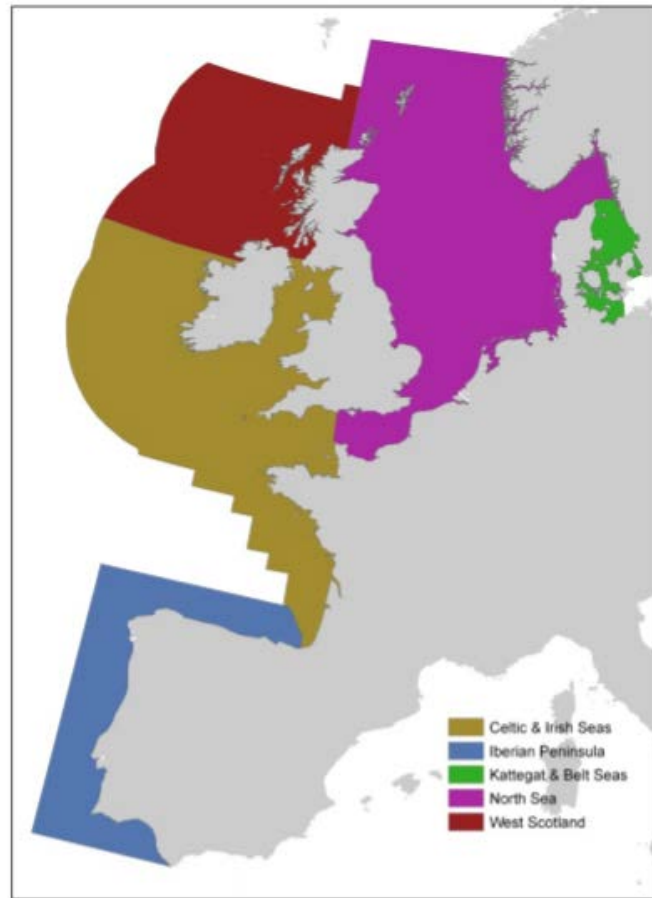 Celtic & Irish Seas
Iberian Peninsula
Kattegat & Belt Seas
North Sea
West Scotland